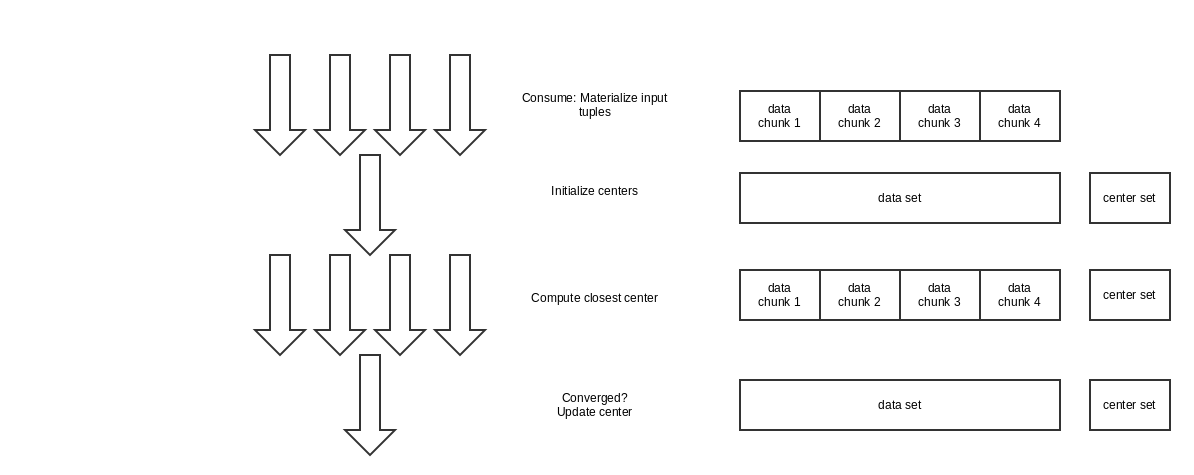 Consume: Materialize input
tuples
data
chunk 1
data
chunk 2
data
chunk 3
data
chunk 4
Initialize centers
data set
center set
Compute closest center
data
chunk 1
data
chunk 2
data
chunk 3
data
chunk 4
center set
Converged?
Update center
data set
center set